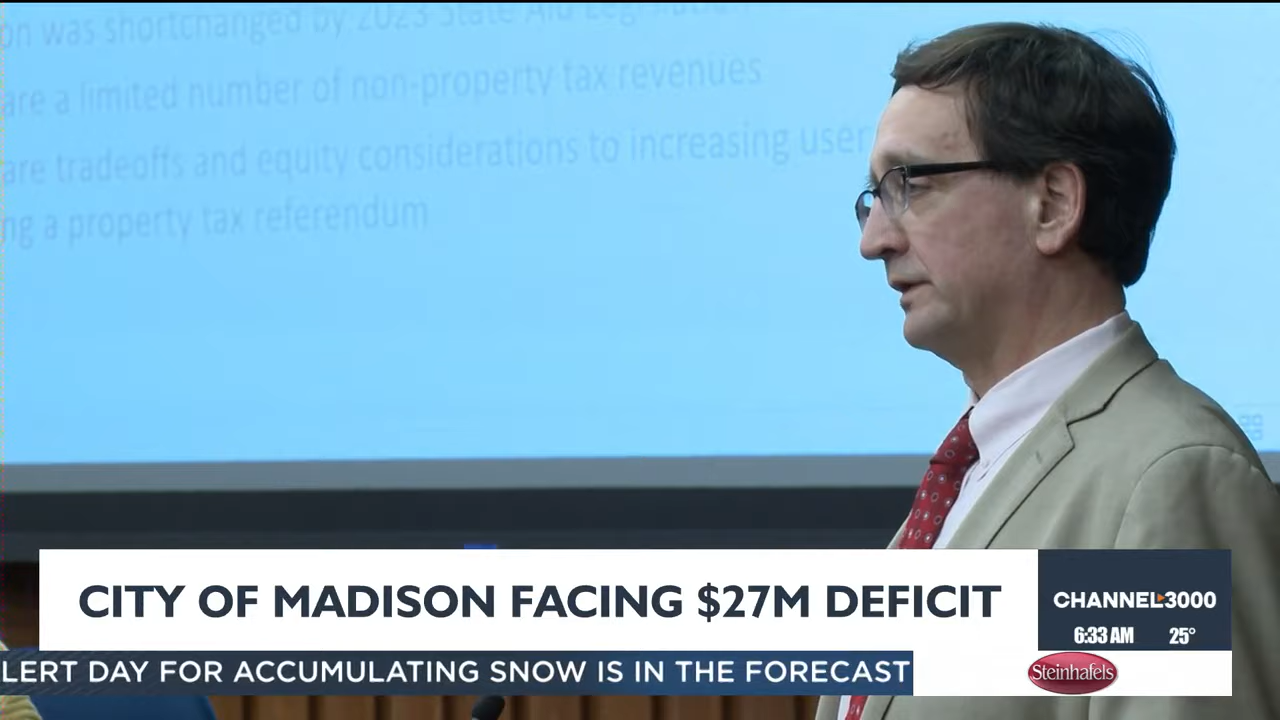 on was shortchanged by 2023 State Aid Legislation
are a limited number of non-property tax revenues
are tradeoffs and equity considerations to increasing user
ng a property tax referendum
CITY OF MADISON FACING $27M DEFICIT
CHANNEL3000
6:33 AM 25°
LERT DAY FOR ACCUMULATING SNOW IS IN THE FORECAST
Steinhafels